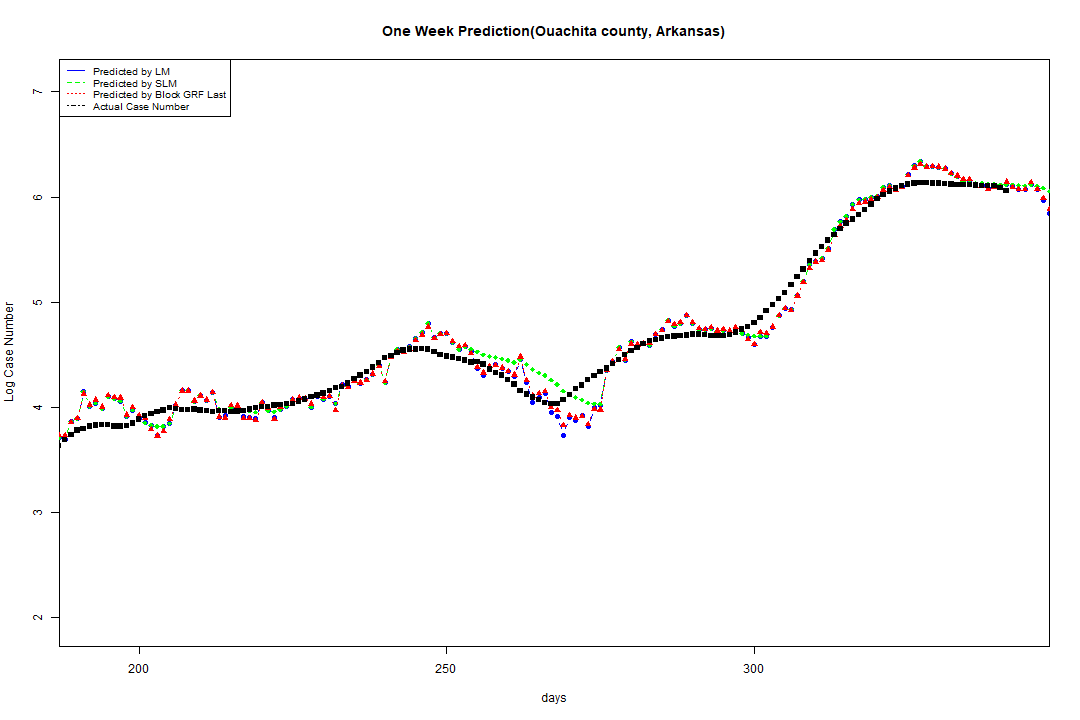 One Week Prediction(Ouachita county, Arkansas)
Predicted by LM
Predicted by SLM
Predicted by Block GRF Last
Actual Case Number
7
6
5
4
3
2
Log Case Number
200
250
300
days